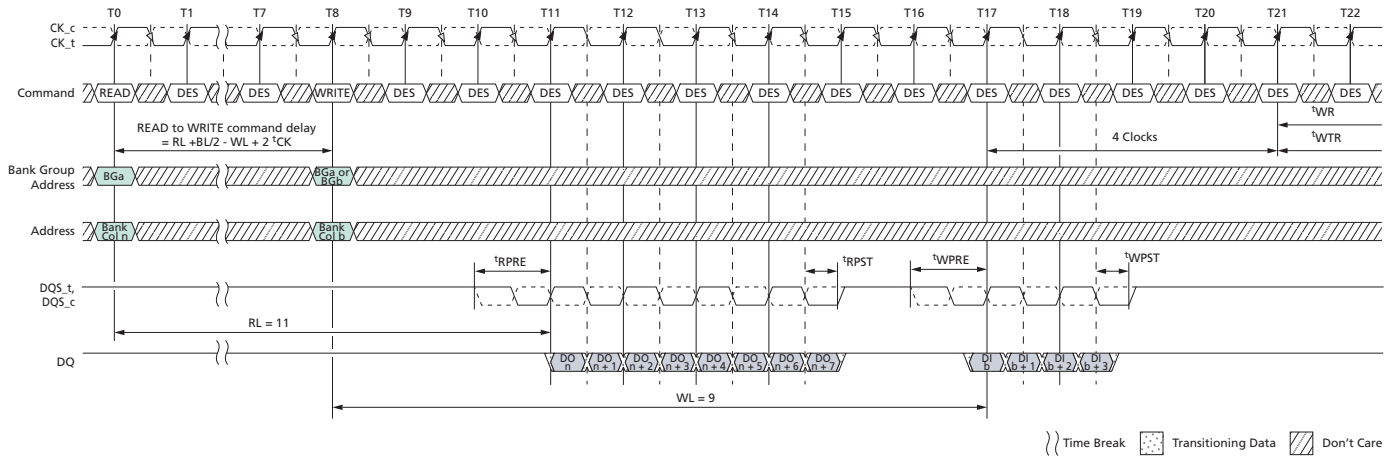 T0 T1 T7 T8 T9 T10 T11 T12 T13 T14 T15 T16 T17 T18 T19 T20 T21 T22
CK_c
CK_t
Command READ DES DES WRITE DES DES DES DES DES DES DES DES DES DES DES DES DES DES
tWR
READ to WRITE command delay
= RL +BL/2 - WL + 2 tCK
4 Clocks
tWTR
Bank Group
Address
BGa
BGa or
BGb
Address
Bank
Col n
Bank
Col b
tRPRE tRPST tWPRE tWPST
DQS_t,
DQS_c
RL = 11
DQ
DO
n
DO
n + 1
DO
n + 2
DO
n + 3
DO
n + 4
DO
n + 5
DO
n + 6
DO
n + 7
DI
b
DI
b + 1
DI
b + 2
DI
b + 3
WL = 9
Time Break Transitioning Data Don't Care